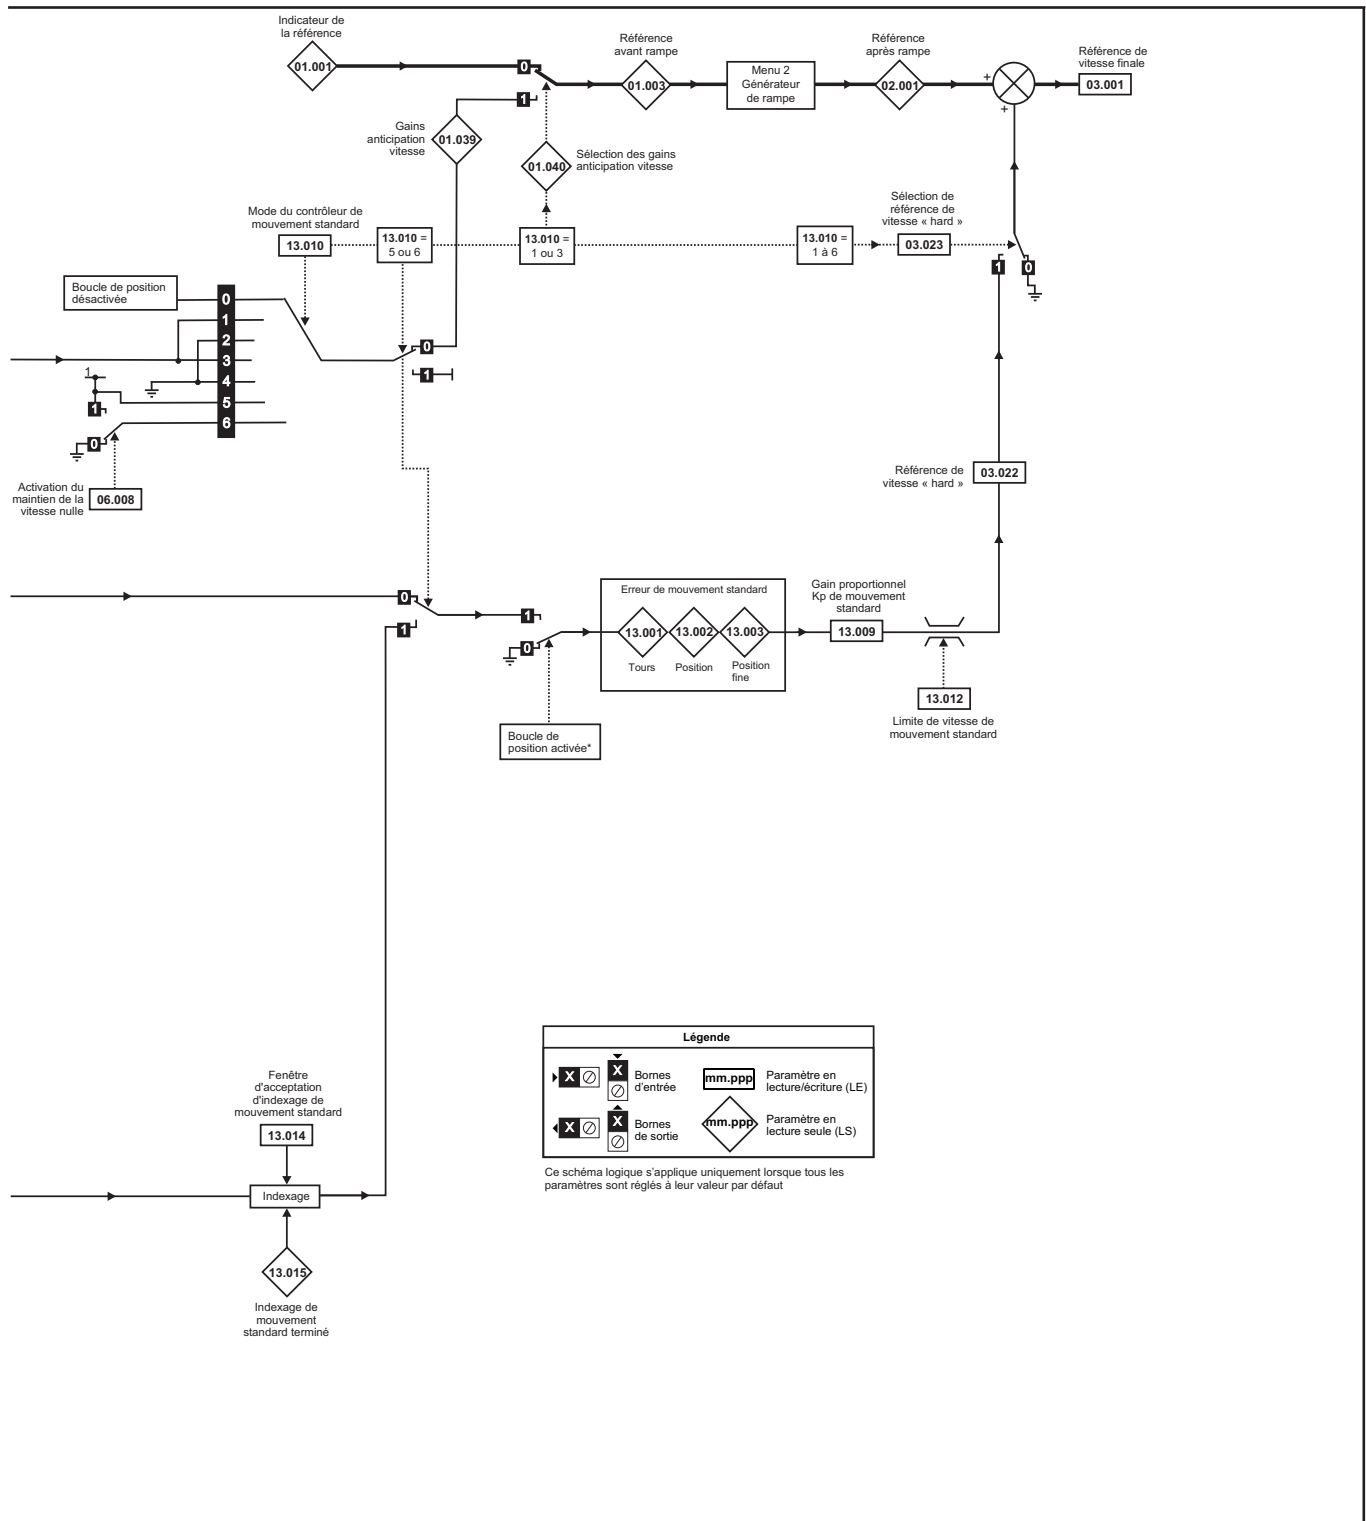 Indicateur de
la référence
01.001
0
1
Référence
avant rampe
01.003
Menu 2
Générateur
de rampe
Référence
après rampe
02.001
+
+
Référence de
vitesse finale
03.001
Gains
anticipation
vitesse
01.039
01.040
Sélection des gains
anticipation vitesse
Mode du contrôleur de
mouvement standard
13.010
13.010 =
5 ou 6
13.010 =
1 ou 3
13.010 =
1 à 6
Sélection de
référence de
vitesse « hard »
03.023
1
0
Boucle de position
désactivée
0
1
2
3
4
5
6
0
1
1
1
0
Activation du
maintien de la
vitesse nulle
06.008
Référence de
vitesse « hard »
03.022
0
1
1
0
Boucle de
position activée*
Erreur de mouvement standard
13.001
13.002
13.003
Tours
Position
Position
fine
Gain proportionnel
Kp de mouvement
standard
13.009
13.012
Limite de vitesse de
mouvement standard
Fenêtre
d'acceptation
d'indexage de
mouvement standard
13.014
Indexage
13.015
Indexage de
mouvement
standard terminé
Légende
X
X
Bornes
d'entrée
mm.ppp
Paramètre en
lecture/écriture (LE)
X
X
Bornes
de sortie
mm.ppp
Paramètre en
lecture seule (LS)
Ce schéma logique s'applique uniquement lorsque tous les
paramètres sont réglés à leur valeur par défaut